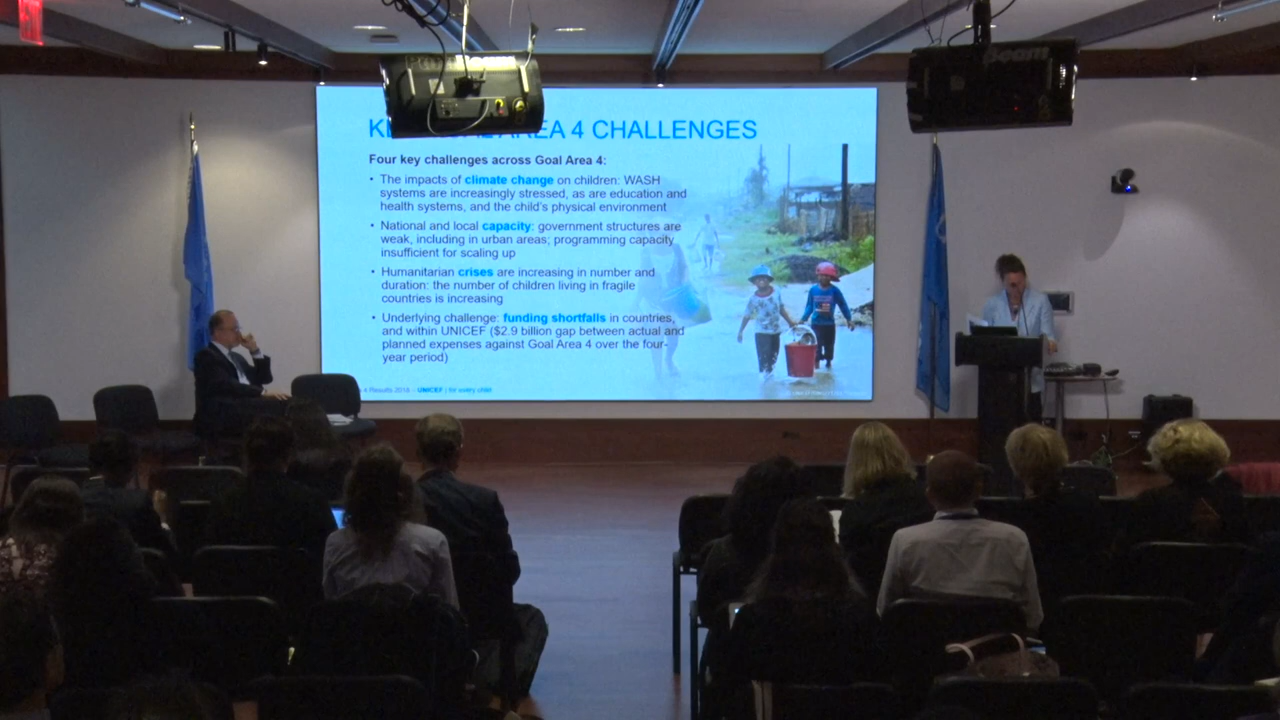 AREA 4 CHALLENGES
Four key challenges across Goal Area 4:
• The impacts of climate change on children: WASH
systems are increasingly stressed, as are education and
health systems, and the child's physical environment
• National and local capacity: government structures are
weak, including in urban areas; programming capacity
insufficient for scaling up
• Humanitarian crises are increasing in number and
duration: the number of children living in fragile
countries is increasing
• Underlying challenge: funding shortfalls in countries,
and within UNICEF ($2.9 billion gap between actual and
planned expenses against Goal Area 4 over the four-
year period)
4 Results 2018 – UNICEF | for every child